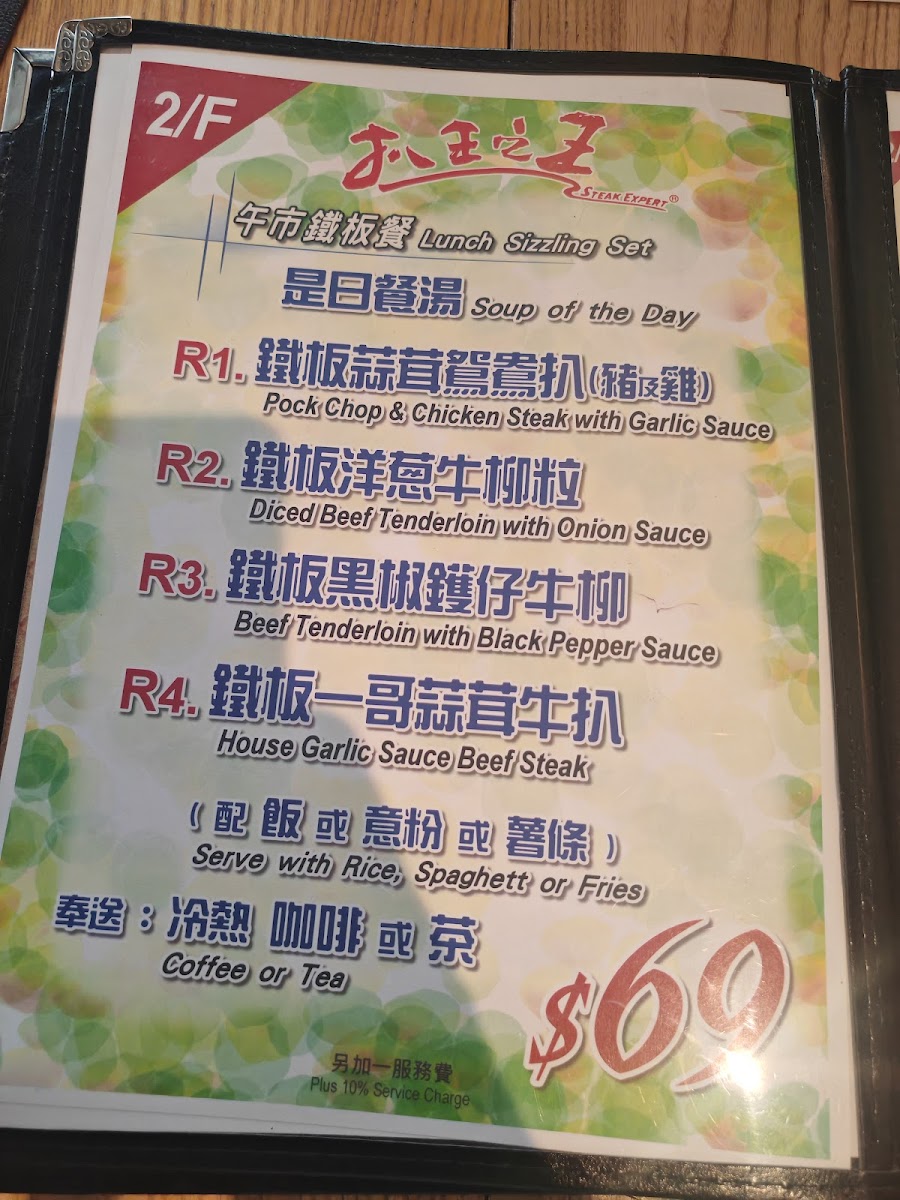 2/F
扒王之王
STEAK EXPERT®
午市鐵板餐 Lunch Sizzling Set
是日餐湯 Soup of the Day
R1. 鐵板蒜茸鴛鴦扒(豬及雞)
Pock Chop & Chicken Steak with Garlic Sauce
R2. 鐵板洋葱牛柳粒
Diced Beef Tenderloin with Onion Sauce
R3. 鐵板黑椒鑊仔牛柳
Beef Tenderloin with Black Pepper Sauce
R4. 鐵板一哥蒜茸牛扒
House Garlic Sauce Beef Steak
(配飯或意粉或薯條)
Serve with Rice, Spaghett or Fries
奉送：冷熱 咖啡 或 茶
Coffee or Tea
$69
另加一服務費
Plus 10% Service Charge